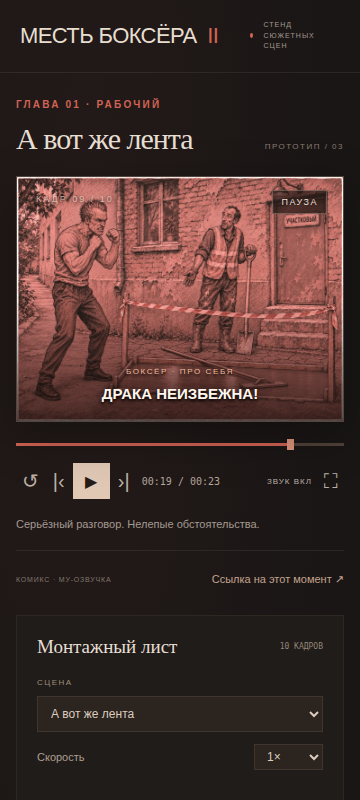 МЕСТЬ БОКСЁРА II
СТЕНД
СЮЖЕТНЫХ
СЦЕН
ГЛАВА 01 · РАБОЧИЙ
А вот же лента
ПРОТОТИП / 03
КАДР 09 / 10
ПАУЗА
УЧАСТКОВЫЙ
БОКСЁР · ПРО СЕБЯ
ДРАКА НЕИЗБЕЖНА!
00:19 / 00:23
ЗВУК ВКЛ
Серьёзный разговор. Нелепые обстоятельства.
КОМИКС · МУ-ОЗВУЧКА
Ссылка на этот момент ↗
Монтажный лист
10 КАДРОВ
СЦЕНА
А вот же лента
Скорость
1×